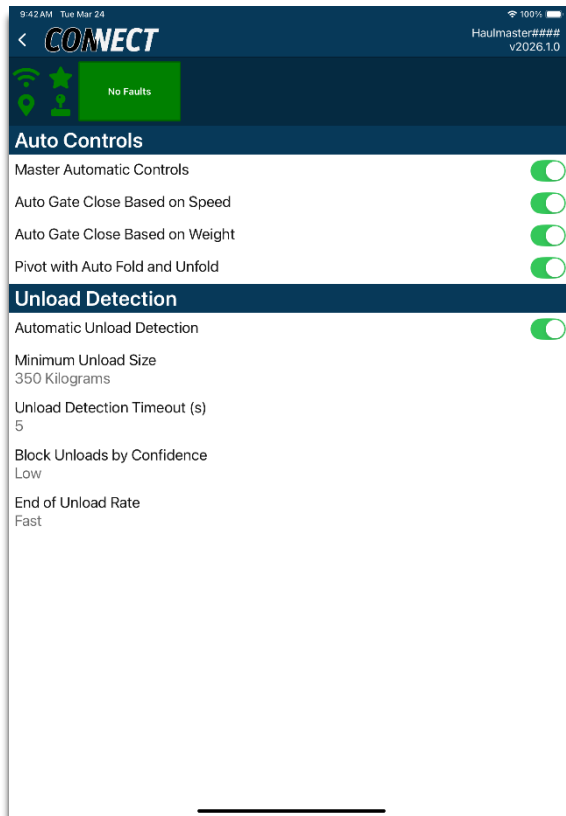 9:42 AM Tue Mar 24
100%
CONNECT
Haulmaster####
v2026.1.0
No Faults
Auto Controls
Master Automatic Controls
Auto Gate Close Based on Speed
Auto Gate Close Based on Weight
Pivot with Auto Fold and Unfold
Unload Detection
Automatic Unload Detection
Minimum Unload Size
350 Kilograms
Unload Detection Timeout (s)
5
Block Unloads by Confidence
Low
End of Unload Rate
Fast